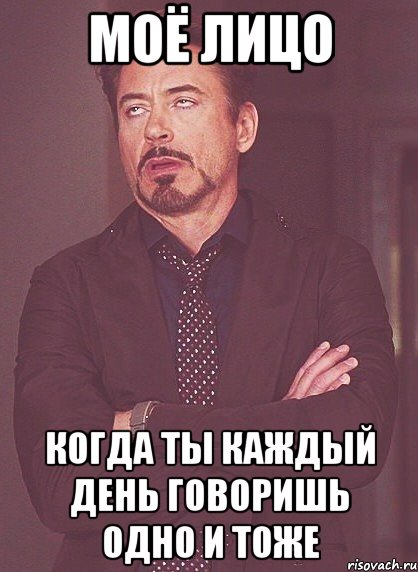 МОЁ ЛИЦО
КОГДА ТЫ КАЖДЫЙ
ДЕНЬ ГОВОРИШЬ
ОДНО И ТОЖЕ
risovach.ru